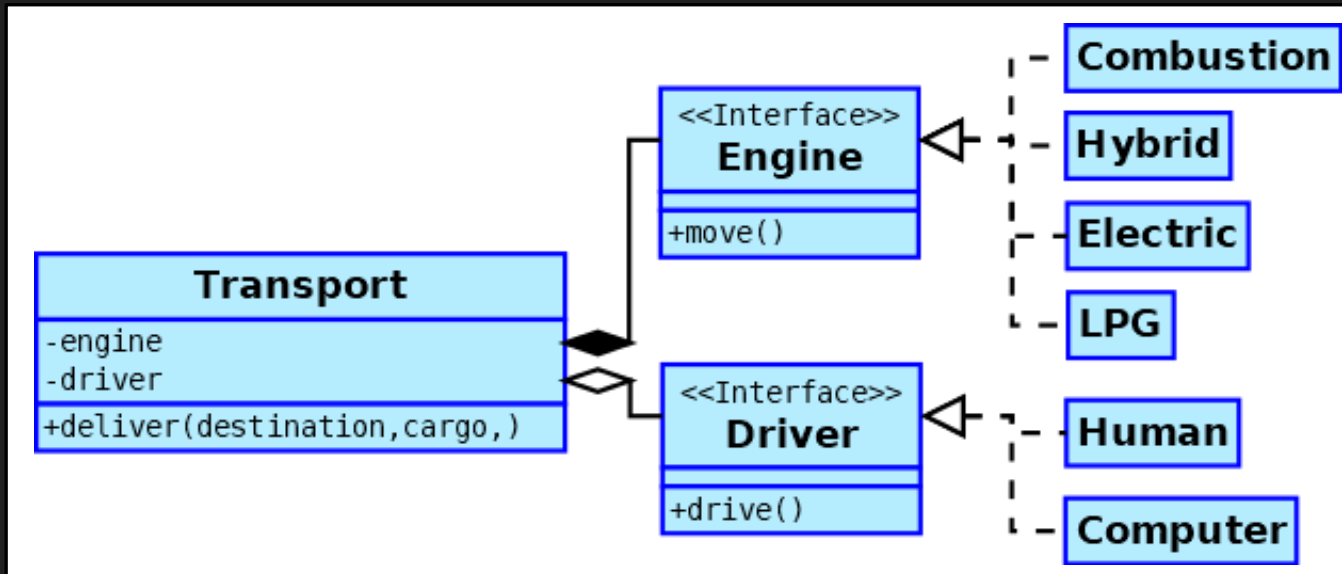 Transport
-engine
-driver
+deliver(destination,cargo,)
<<Interface>>
Engine
+move()
<<Interface>>
Driver
+drive()
Combustion
Hybrid
Electric
LPG
Human
Computer